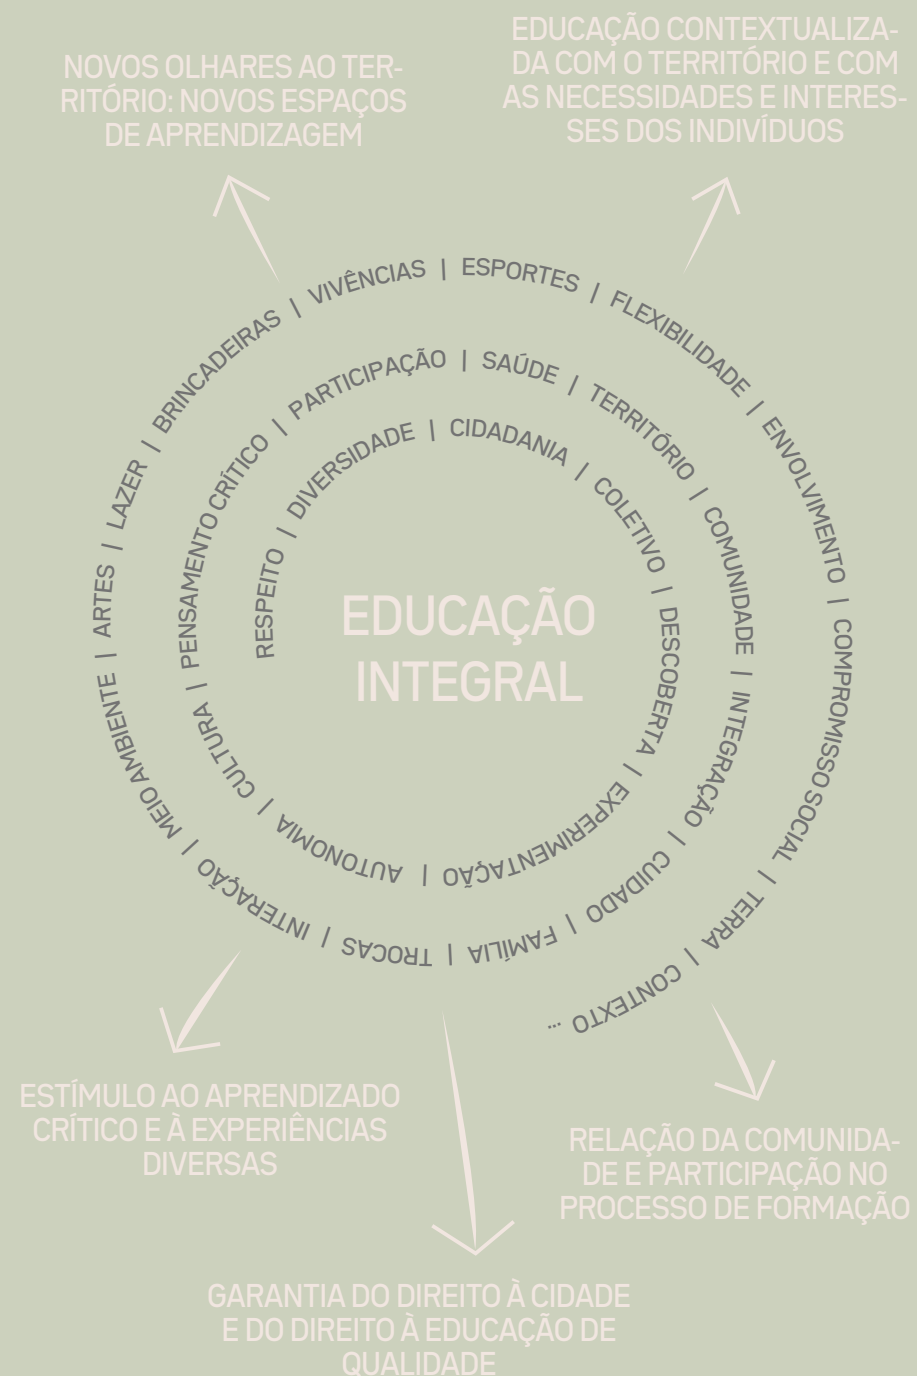 NOVOS OLHARES AO TER-
RITÓRIO: NOVOS ESPAÇOS
DE APRENDIZAGEM
EDUCAÇÃO CONTEXTUALIZA-
DA COM O TERRITÓRIO E COM
AS NECESSIDADES E INTERES-
SES DOS INDIVÍDUOS
EDUCAÇÃO
INTEGRAL
RESPEITO | DIVERSIDADE | CIDADANIA | COLETIVO | DESCOBERTA | EXPERIMENTAÇÃO | AUTONOMIA | CULTURA | PENSAMENTO CRÍTICO | PARTICIPAÇÃO | SAÚDE | TERRITÓRIO | COMUNIDADE | INTEGRAÇÃO | CUIDADO | FAMÍLIA | TROCAS | INTERAÇÃO | MEIO AMBIENTE | ARTES | LAZER | BRINCADEIRAS | VIVÊNCIAS | ESPORTES | FLEXIBILIDADE | ENVOLVIMENTO | COMPROMISSO SOCIAL | TERRA | CONTEXTO ...
ESTÍMULO AO APRENDIZADO
CRÍTICO E À EXPERIÊNCIAS
DIVERSAS
RELAÇÃO DA COMUNIDA-
DE E PARTICIPAÇÃO NO
PROCESSO DE FORMAÇÃO
GARANTIA DO DIREITO À CIDADE
E DO DIREITO À EDUCAÇÃO DE
QUALIDADE